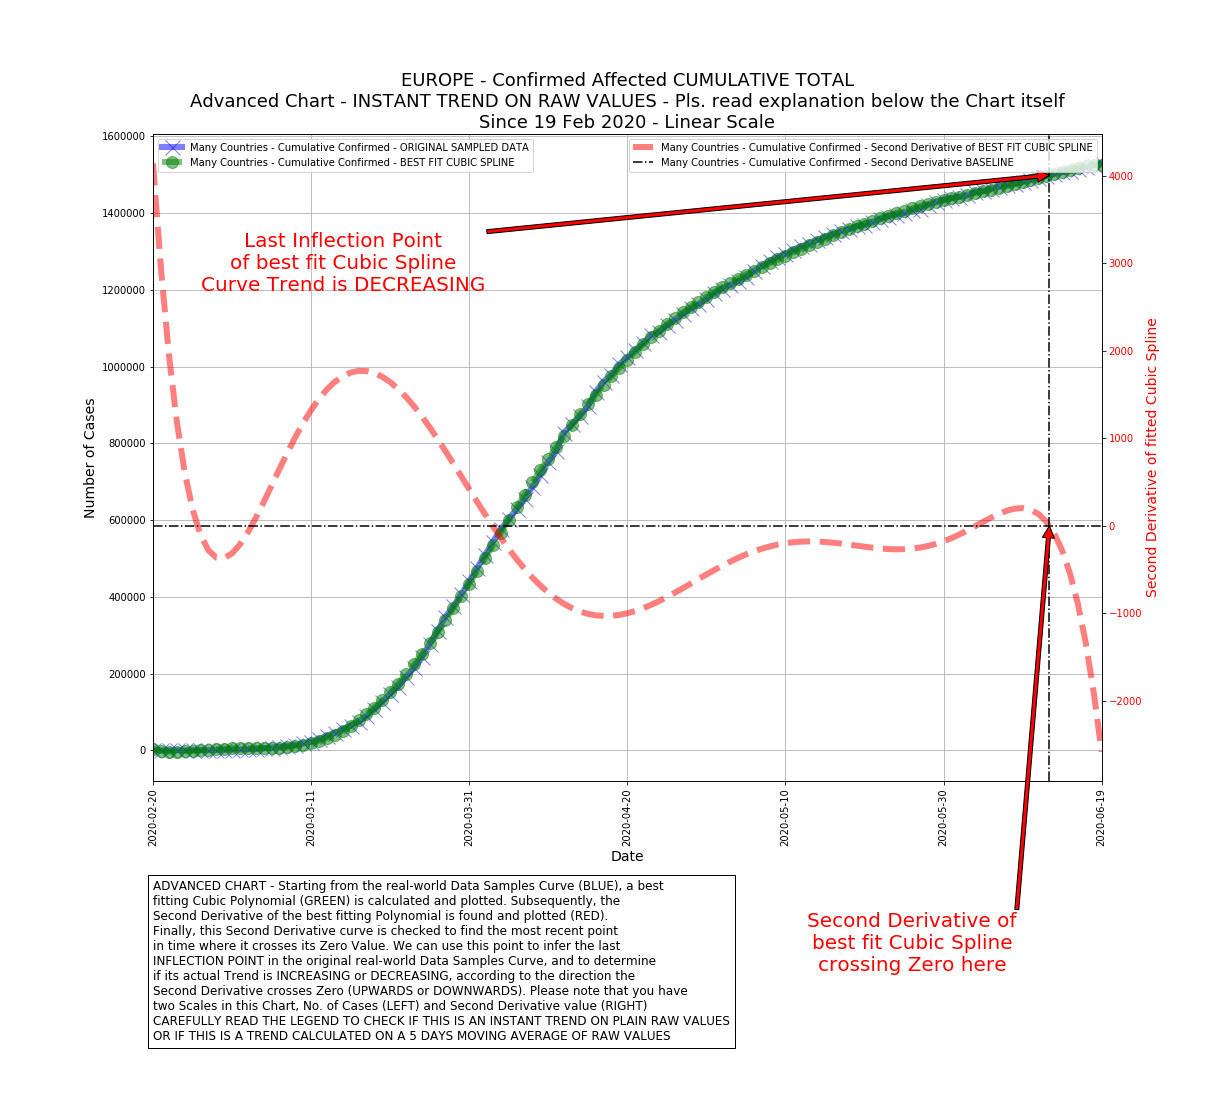 EUROPE - Confirmed Affected CUMULATIVE TOTAL
Advanced Chart - INSTANT TREND ON RAW VALUES - Pls. read explanation below the Chart itself
Since 19 Feb 2020 - Linear Scale
Many Countries - Cumulative Confirmed - ORIGINAL SAMPLED DATA
Many Countries - Cumulative Confirmed - BEST FIT CUBIC SPLINE
Many Countries - Cumulative Confirmed - Second Derivative of BEST FIT CUBIC SPLINE
Many Countries - Cumulative Confirmed - Second Derivative BASELINE
Last Inflection Point
of best fit Cubic Spline
Curve Trend is DECREASING
Number of Cases
1600000
1400000
1200000
1000000
800000
600000
400000
200000
0
4000
3000
2000
1000
0
−1000
−2000
Second Derivative of fitted Cubic Spline
2020-02-20
2020-03-11
2020-03-31
2020-04-20
2020-05-10
2020-05-30
2020-06-19
Date
ADVANCED CHART - Starting from the real-world Data Samples Curve (BLUE), a best
fitting Cubic Polynomial (GREEN) is calculated and plotted. Subsequently, the
Second Derivative of the best fitting Polynomial is found and plotted (RED).
Finally, this Second Derivative curve is checked to find the most recent point
in time where it crosses its Zero Value. We can use this point to infer the last
INFLECTION POINT in the original real-world Data Samples Curve, and to determine
if its actual Trend is INCREASING or DECREASING, according to the direction the
Second Derivative crosses Zero (UPWARDS or DOWNWARDS). Please note that you have
two Scales in this Chart, No. of Cases (LEFT) and Second Derivative value (RIGHT)
CAREFULLY READ THE LEGEND TO CHECK IF THIS IS AN INSTANT TREND ON PLAIN RAW VALUES
OR IF THIS IS A TREND CALCULATED ON A 5 DAYS MOVING AVERAGE OF RAW VALUES
Second Derivative of
best fit Cubic Spline
crossing Zero here